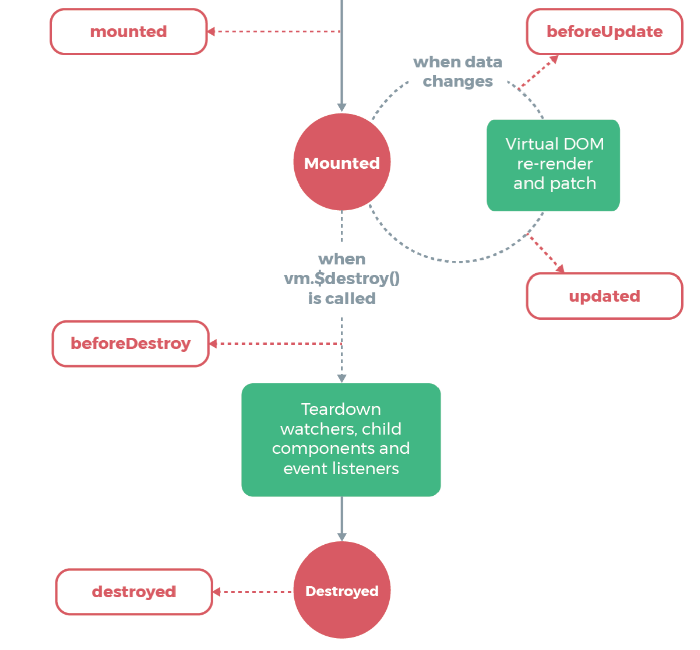 mounted
beforeUpdate
when data
changes
Virtual DOM
re-render
and patch
Mounted
when
vm.$destroy()
is called
updated
beforeDestroy
Teardown
watchers, child
components and
event listeners
destroyed
Destroyed